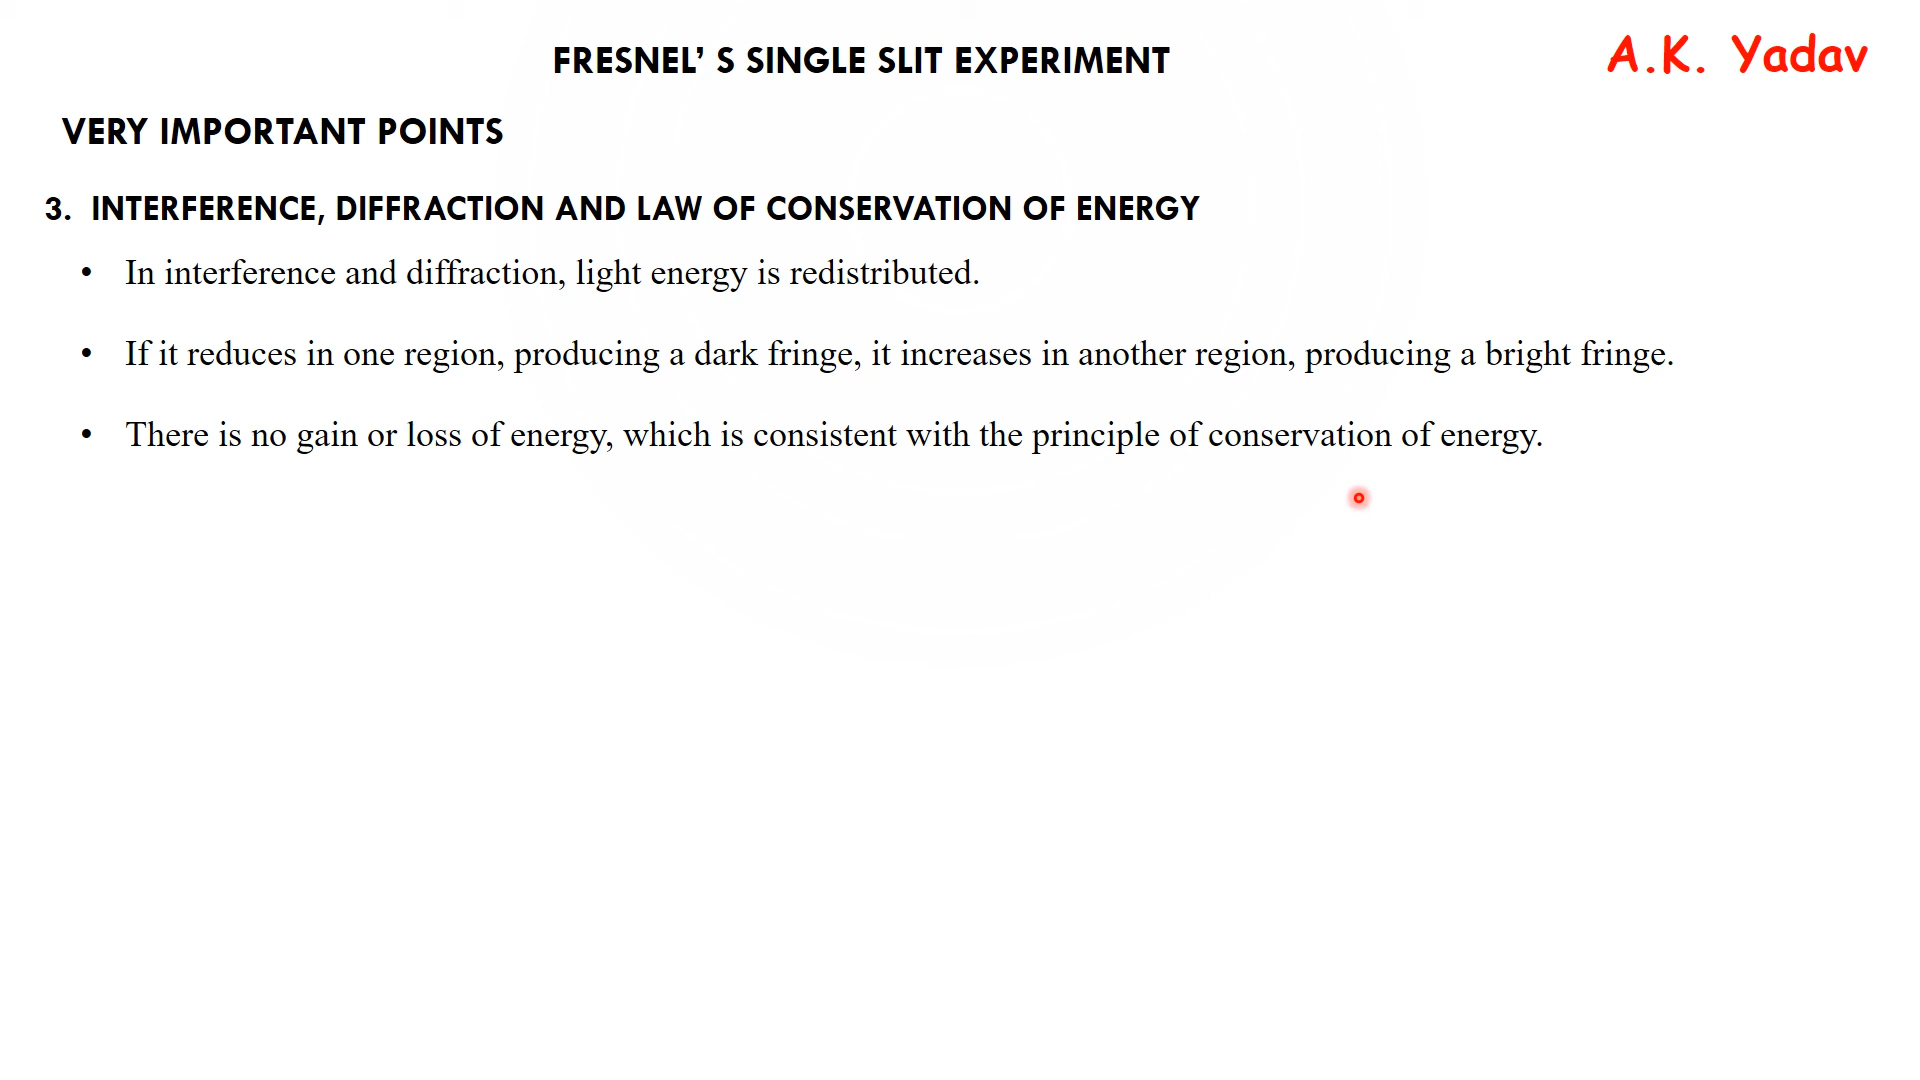 FRESNEL’ S SINGLE SLIT EXPERIMENT
A.K. Yadav
VERY IMPORTANT POINTS
3. INTERFERENCE, DIFFRACTION AND LAW OF CONSERVATION OF ENERGY
• In interference and diffraction, light energy is redistributed.
• If it reduces in one region, producing a dark fringe, it increases in another region, producing a bright fringe.
• There is no gain or loss of energy, which is consistent with the principle of conservation of energy.